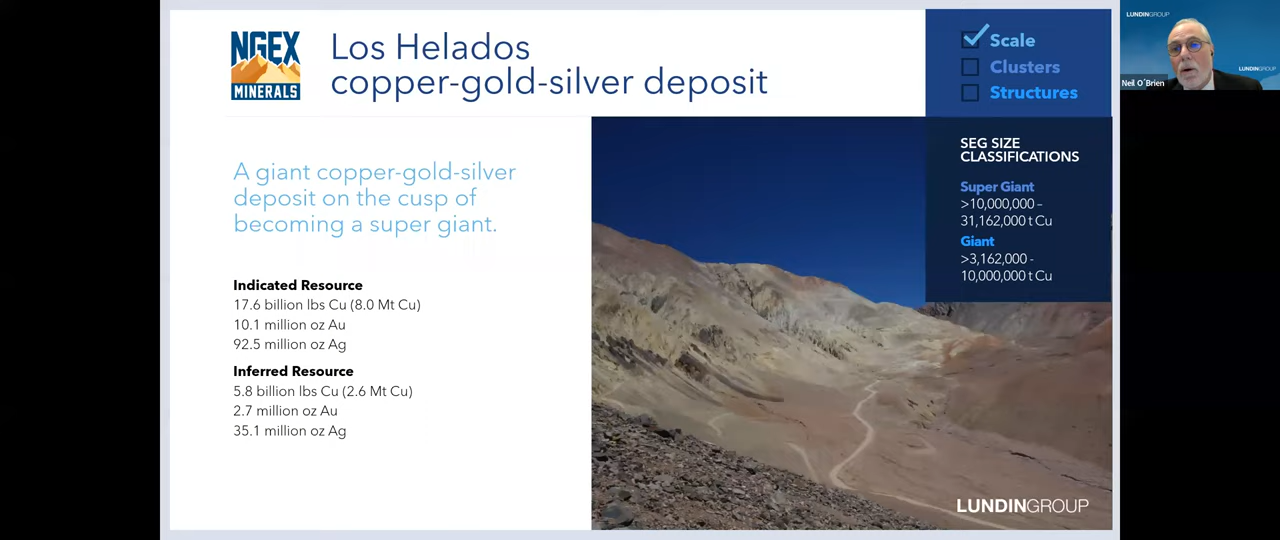 NGEX
MINERALS
Los Helados
copper-gold-silver deposit
Scale
Clusters
Structures
A giant copper-gold-silver
deposit on the cusp of
becoming a super giant.
Indicated Resource
17.6 billion lbs Cu (8.0 Mt Cu)
10.1 million oz Au
92.5 million oz Ag
Inferred Resource
5.8 billion lbs Cu (2.6 Mt Cu)
2.7 million oz Au
35.1 million oz Ag
SEG SIZE
CLASSIFICATIONS
Super Giant
>10,000,000 –
31,162,000 t Cu
Giant
>3,162,000 -
10,000,000 t Cu
LUNDINGROUP
LUNDINGROUP
LUNDINGROUP
Neil O´Brien